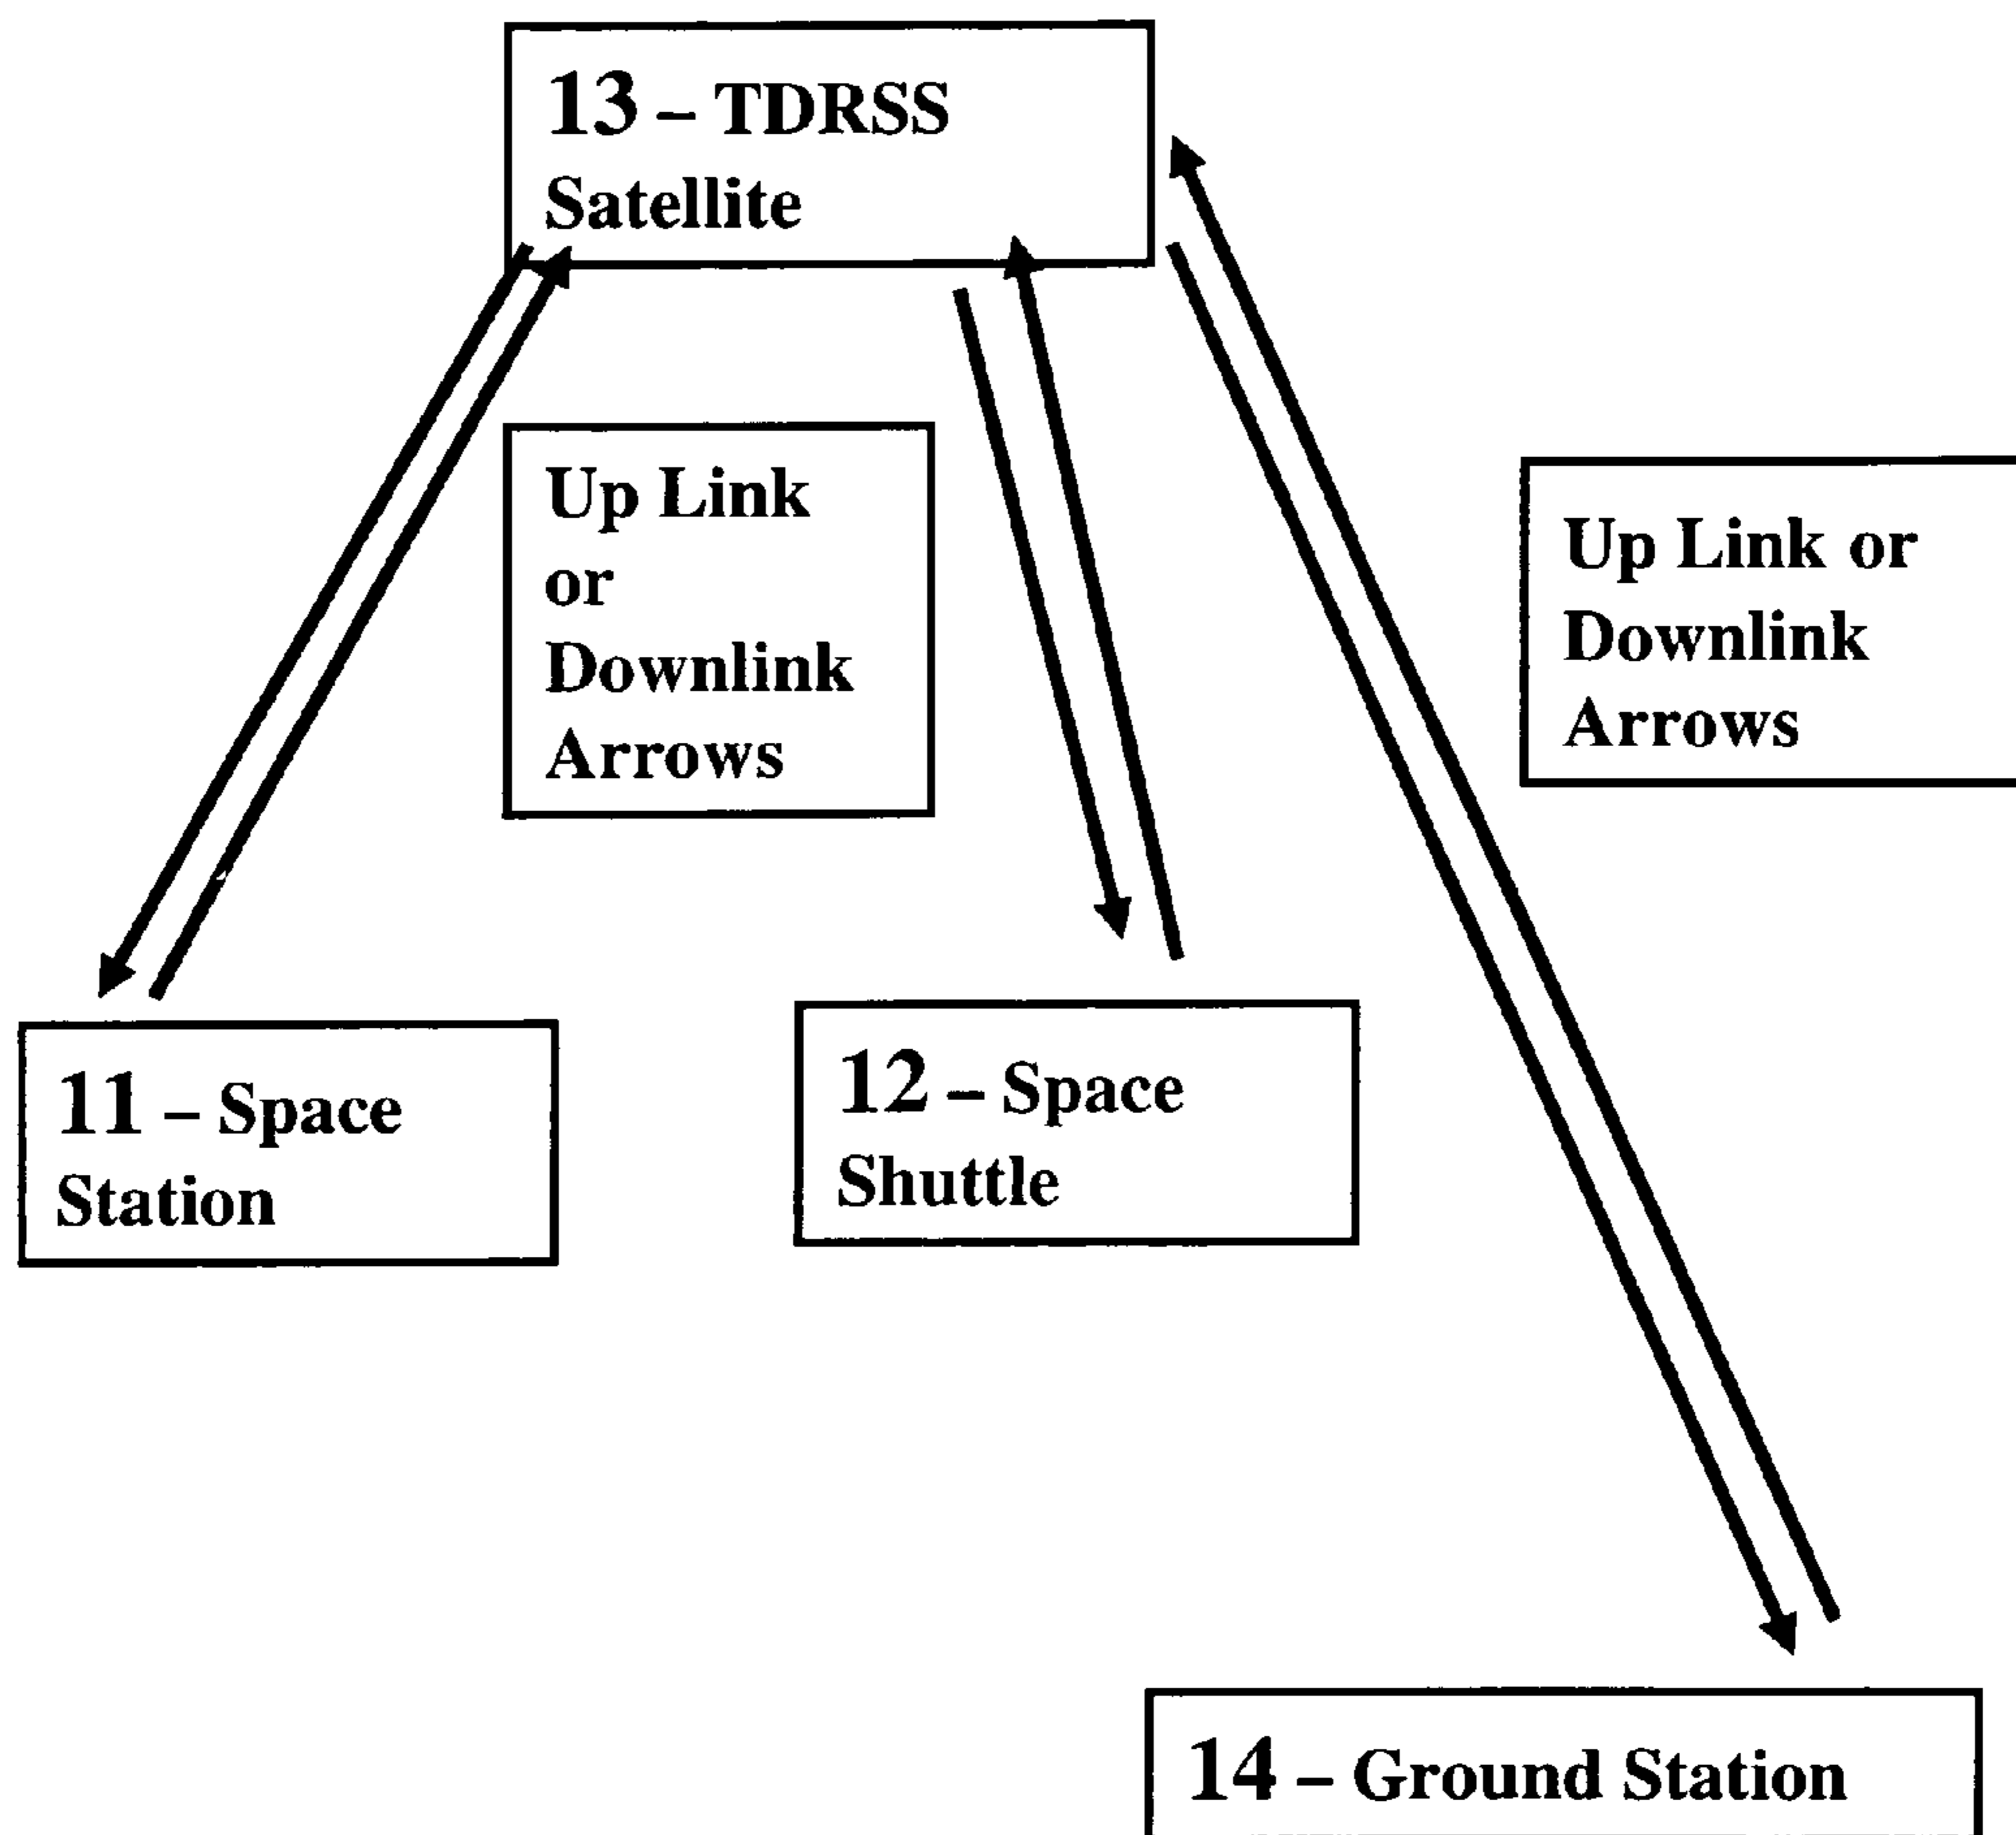 13 – TDRSS
Satellite
Up Link
or
Downlink
Arrows
Up Link or
Downlink
Arrows
11 – Space
Station
12 – Space
Shuttle
14 – Ground Station